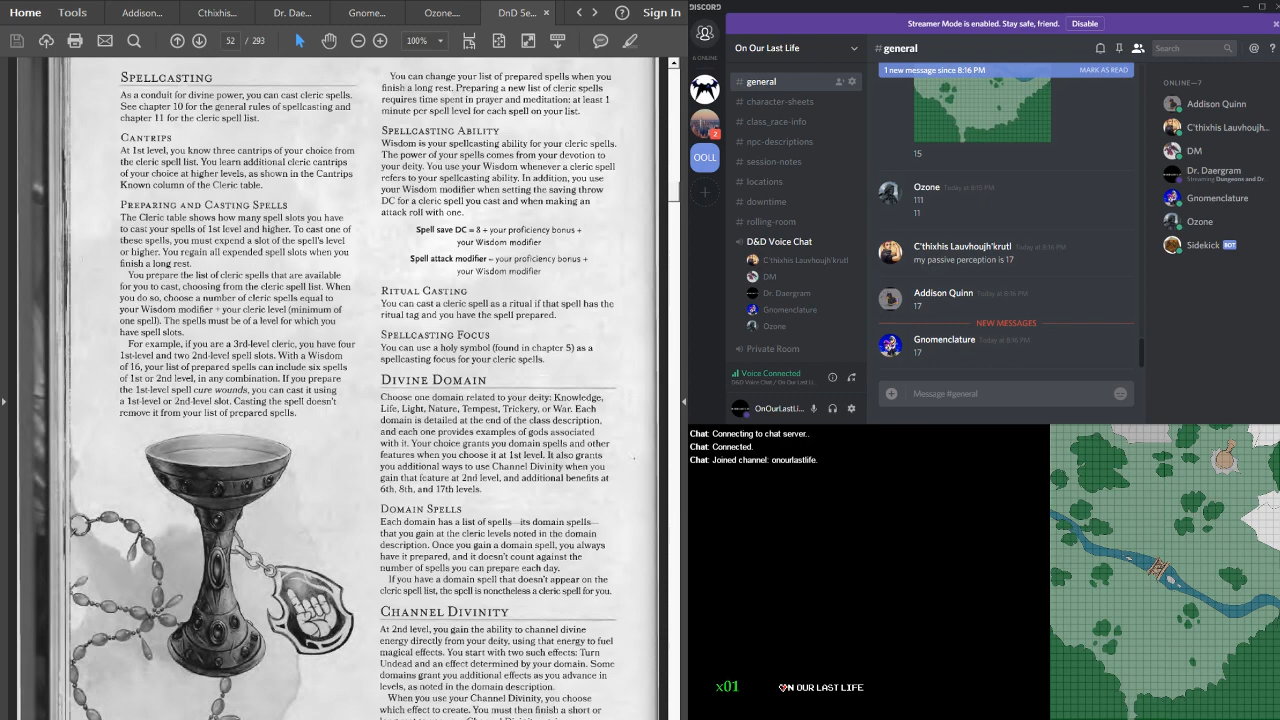 Home
Tools
Addison...
Cthixhis...
Dr. Dae...
Gnome...
Ozone....
DnD 5e...
Sign In
52 / 293
100%
SPELLCASTING
As a conduit for divine power, you can cast cleric spells.
See chapter 10 for the general rules of spellcasting and
chapter 11 for the cleric spell list.
CANTRIPS
At 1st level, you know three cantrips of your choice from
the cleric spell list. You learn additional cleric cantrips
of your choice at higher levels, as shown in the Cantrips
Known column of the Cleric table.
PREPARING AND CASTING SPELLS
The Cleric table shows how many spell slots you have
to cast your spells of 1st level and higher. To cast one of
these spells, you must expend a slot of the spell's level
or higher. You regain all expended spell slots when you
finish a long rest.
You prepare the list of cleric spells that are available
for you to cast, choosing from the cleric spell list. When
you do so, choose a number of cleric spells equal to
your Wisdom modifier + your cleric level (minimum of
one spell). The spells must be of a level for which you
have spell slots.
For example, if you are a 3rd-level cleric, you have four
1st-level and two 2nd-level spell slots. With a Wisdom
of 16, your list of prepared spells can include six spells
of 1st or 2nd level, in any combination. If you prepare
the 1st-level spell cure wounds, you can cast it using
a 1st-level or 2nd-level slot. Casting the spell doesn't
remove it from your list of prepared spells.
You can change your list of prepared spells when you
finish a long rest. Preparing a new list of cleric spells
requires time spent in prayer and meditation: at least 1
minute per spell level for each spell on your list.
SPELLCASTING ABILITY
Wisdom is your spellcasting ability for your cleric spells.
The power of your spells comes from your devotion to
your deity. You use your Wisdom whenever a cleric spell
refers to your spellcasting ability. In addition, you use
your Wisdom modifier when setting the saving throw
DC for a cleric spell you cast and when making an
attack roll with one.
Spell save DC = 8 + your proficiency bonus +
your Wisdom modifier
Spell attack modifier = your proficiency bonus +
your Wisdom modifier
RITUAL CASTING
You can cast a cleric spell as a ritual if that spell has the
ritual tag and you have the spell prepared.
SPELLCASTING FOCUS
You can use a holy symbol (found in chapter 5) as a
spellcasting focus for your cleric spells.
DIVINE DOMAIN
Choose one domain related to your deity: Knowledge,
Life, Light, Nature, Tempest, Trickery, or War. Each
domain is detailed at the end of the class description,
and each one provides examples of gods associated
with it. Your choice grants you domain spells and other
features when you choose it at 1st level. It also grants
you additional ways to use Channel Divinity when you
gain that feature at 2nd level, and additional benefits at
6th, 8th, and 17th levels.
DOMAIN SPELLS
Each domain has a list of spells—its domain spells—
that you gain at the cleric levels noted in the domain
description. Once you gain a domain spell, you always
have it prepared, and it doesn't count against the
number of spells you can prepare each day.
If you have a domain spell that doesn't appear on the
cleric spell list, the spell is nonetheless a cleric spell for you.
CHANNEL DIVINITY
At 2nd level, you gain the ability to channel divine
energy directly from your deity, using that energy to fuel
magical effects. You start with two such effects: Turn
Undead and an effect determined by your domain. Some
domains grant you additional effects as you advance in
levels, as noted in the domain description.
When you use your Channel Divinity, you choose
which effect to create. You must then finish a short or
DISCORD
Streamer Mode is enabled. Stay safe, friend.
Disable
6 ONLINE
2
OOLL
On Our Last Life
general
character-sheets
class_race-info
npc-descriptions
session-notes
locations
downtime
rolling-room
D&D Voice Chat
C'thixhis Lauvhoujh'krutl
DM
Dr. Daergram
Gnomenclature
Ozone
Private Room
Voice Connected
D&D Voice Chat / On Our Last Li...
OnOurLastLi...
#general
Search
1 new message since 8:16 PM
MARK AS READ
15
Ozone Today at 8:15 PM
111
11
C'thixhis Lauvhoujh'krutl Today at 8:16 PM
my passive perception is 17
Addison Quinn Today at 8:16 PM
17
NEW MESSAGES
Gnomenclature Today at 8:16 PM
17
Message #general
ONLINE—7
Addison Quinn
C'thixhis Lauvhoujh...
DM
Dr. Daergram
Streaming Dungeons and Dr
Gnomenclature
Ozone
Sidekick BOT
Chat: Connecting to chat server..
Chat: Connected.
Chat: Joined channel: onourlastlife.
x01
ON OUR LAST LIFE